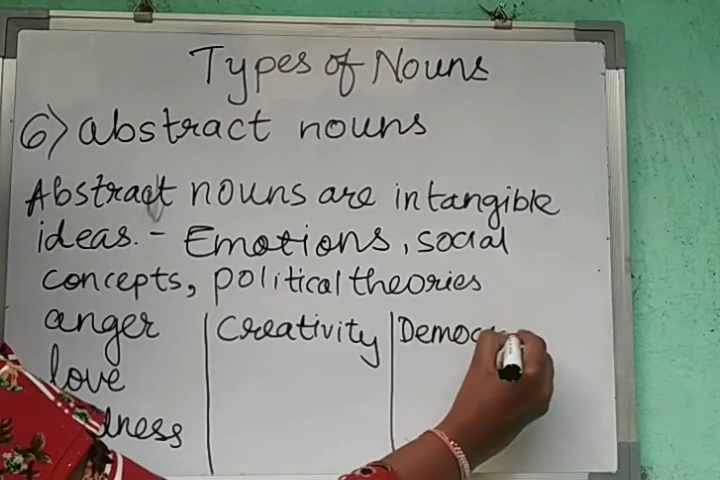 Types of Nouns
6) abstract nouns
Abstract nouns are intangible
ideas. - Emotions, social
concepts, political theories
anger Creativity
love